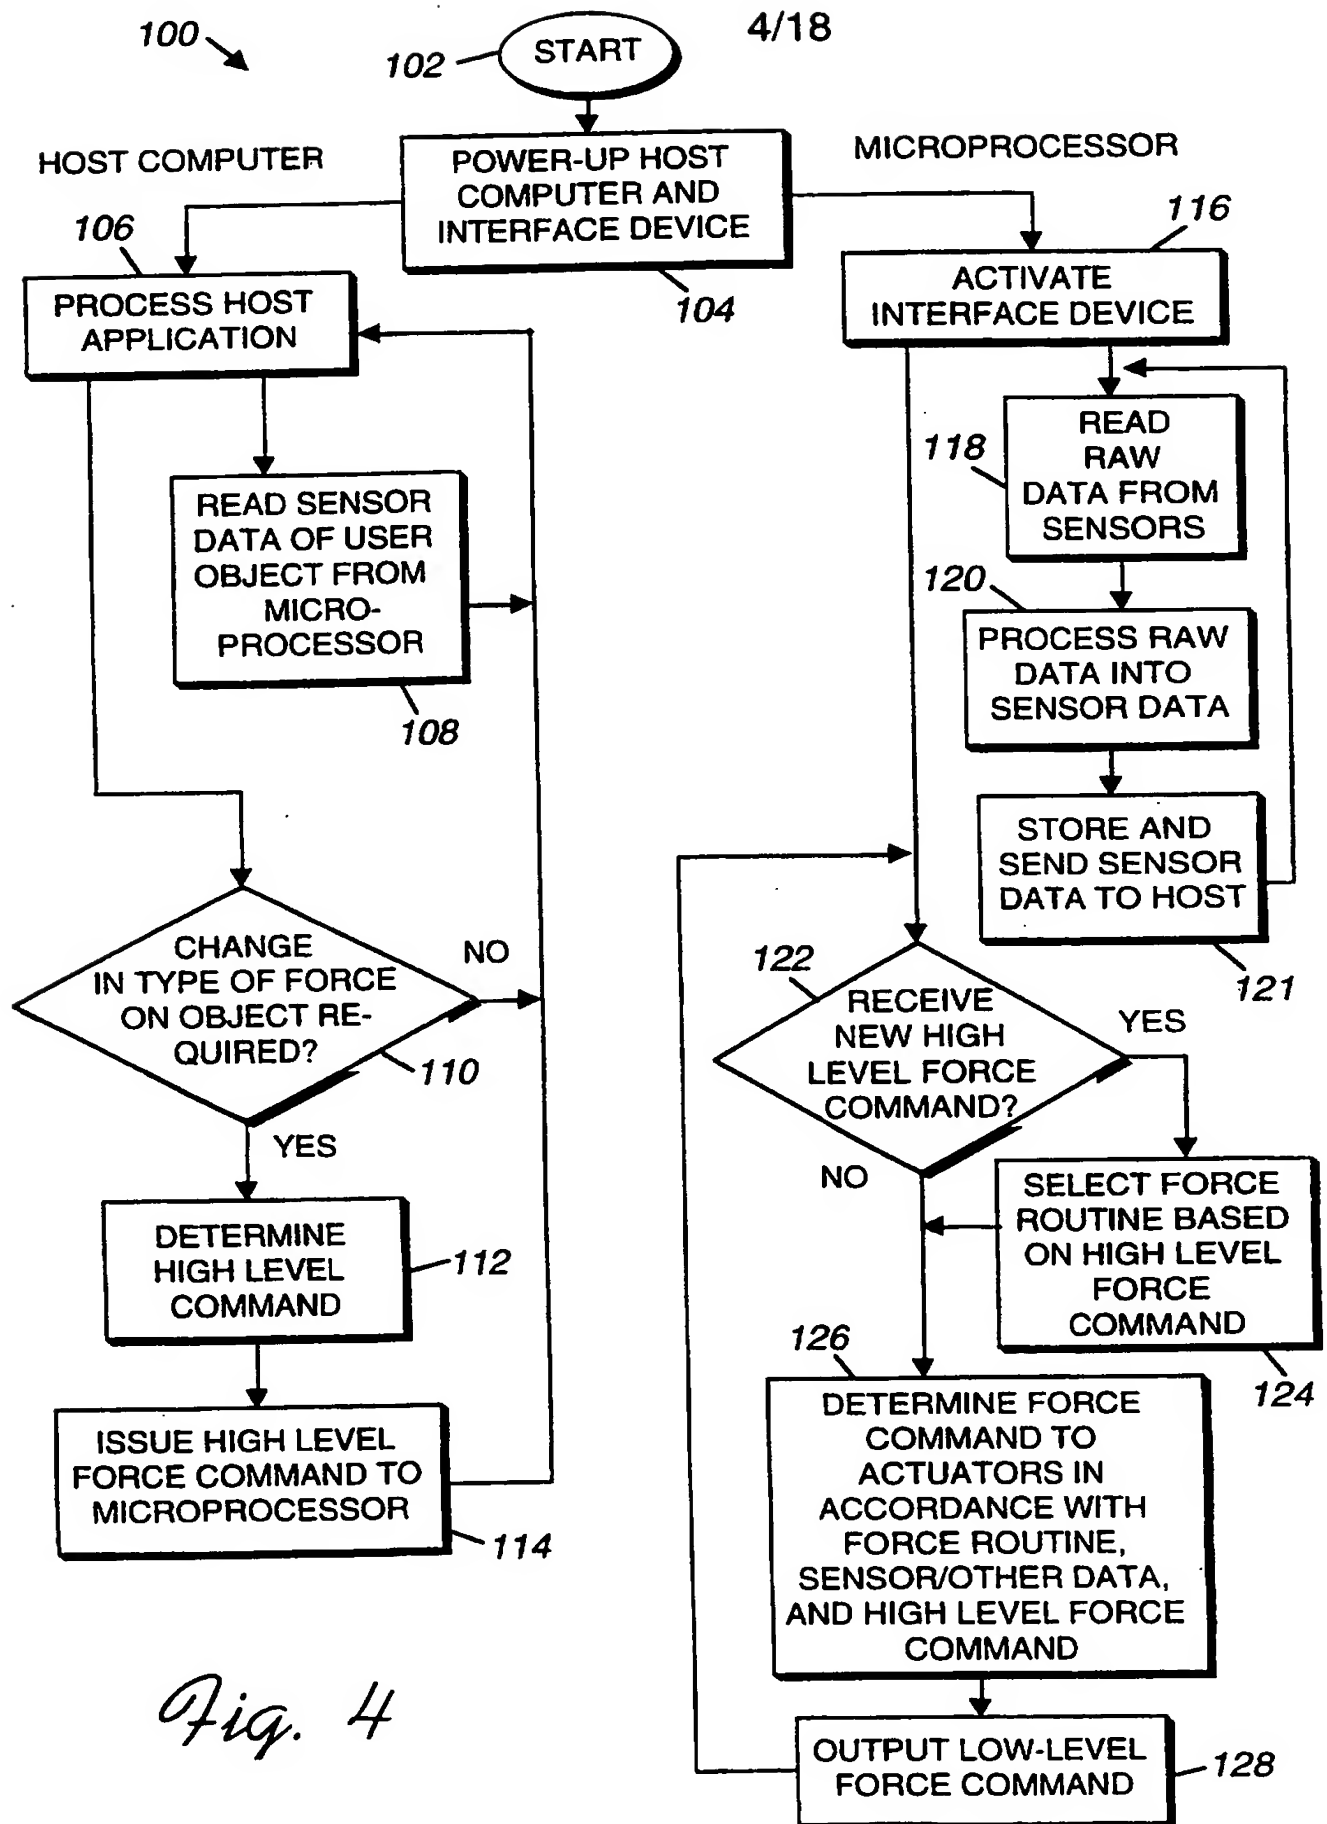 4/18
100
102
START
HOST COMPUTER
MICROPROCESSOR
POWER-UP HOST
COMPUTER AND
INTERFACE DEVICE
104
106
PROCESS HOST
APPLICATION
READ SENSOR
DATA OF USER
OBJECT FROM
MICRO-
PROCESSOR
108
CHANGE
IN TYPE OF FORCE
ON OBJECT RE-
QUIRED?
NO
110
YES
DETERMINE
HIGH LEVEL
COMMAND
112
ISSUE HIGH LEVEL
FORCE COMMAND TO
MICROPROCESSOR
114
116
ACTIVATE
INTERFACE DEVICE
118
READ
RAW
DATA FROM
SENSORS
120
PROCESS RAW
DATA INTO
SENSOR DATA
STORE AND
SEND SENSOR
DATA TO HOST
121
122
RECEIVE
NEW HIGH
LEVEL FORCE
COMMAND?
YES
NO
SELECT FORCE
ROUTINE BASED
ON HIGH LEVEL
FORCE
COMMAND
124
126
DETERMINE FORCE
COMMAND TO
ACTUATORS IN
ACCORDANCE WITH
FORCE ROUTINE,
SENSOR/OTHER DATA,
AND HIGH LEVEL FORCE
COMMAND
OUTPUT LOW-LEVEL
FORCE COMMAND
128
Fig. 4